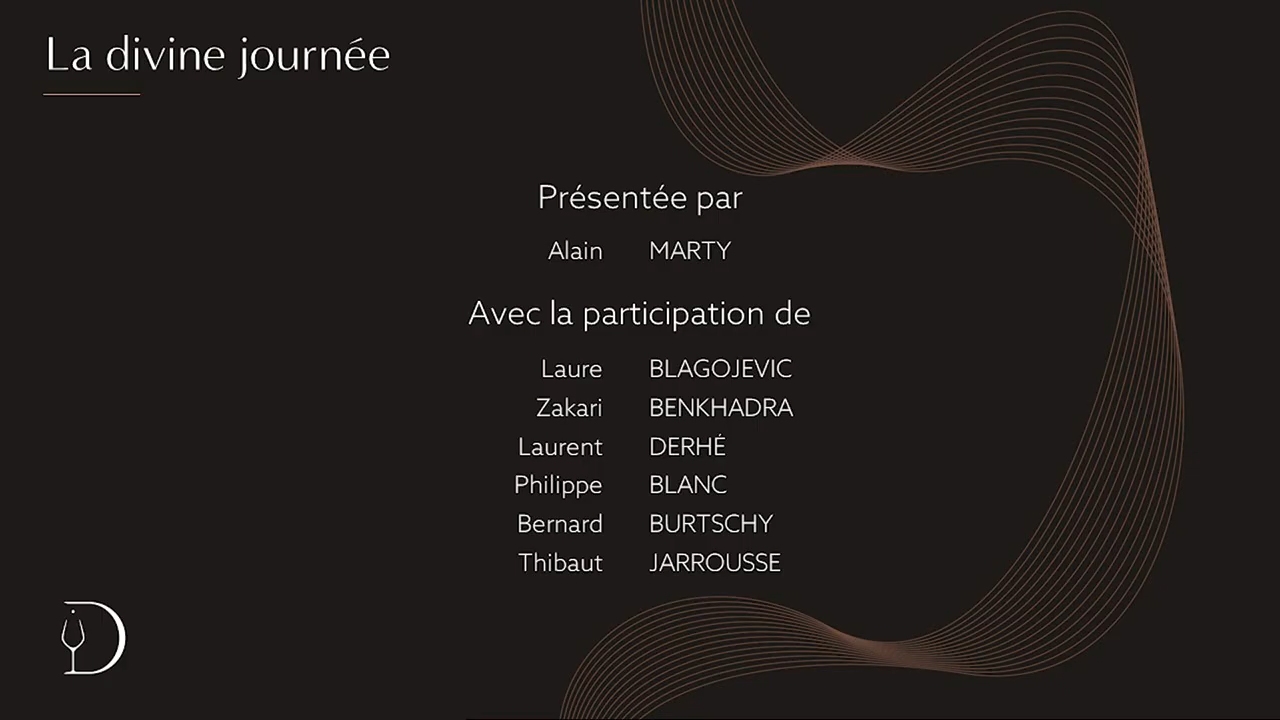 La divine journée
Présentée par
Alain MARTY
Avec la participation de
Laure BLAGOJEVIC
Zakari BENKHADRA
Laurent DERHÉ
Philippe BLANC
Bernard BURTSCHY
Thibaut JARROUSSE
D